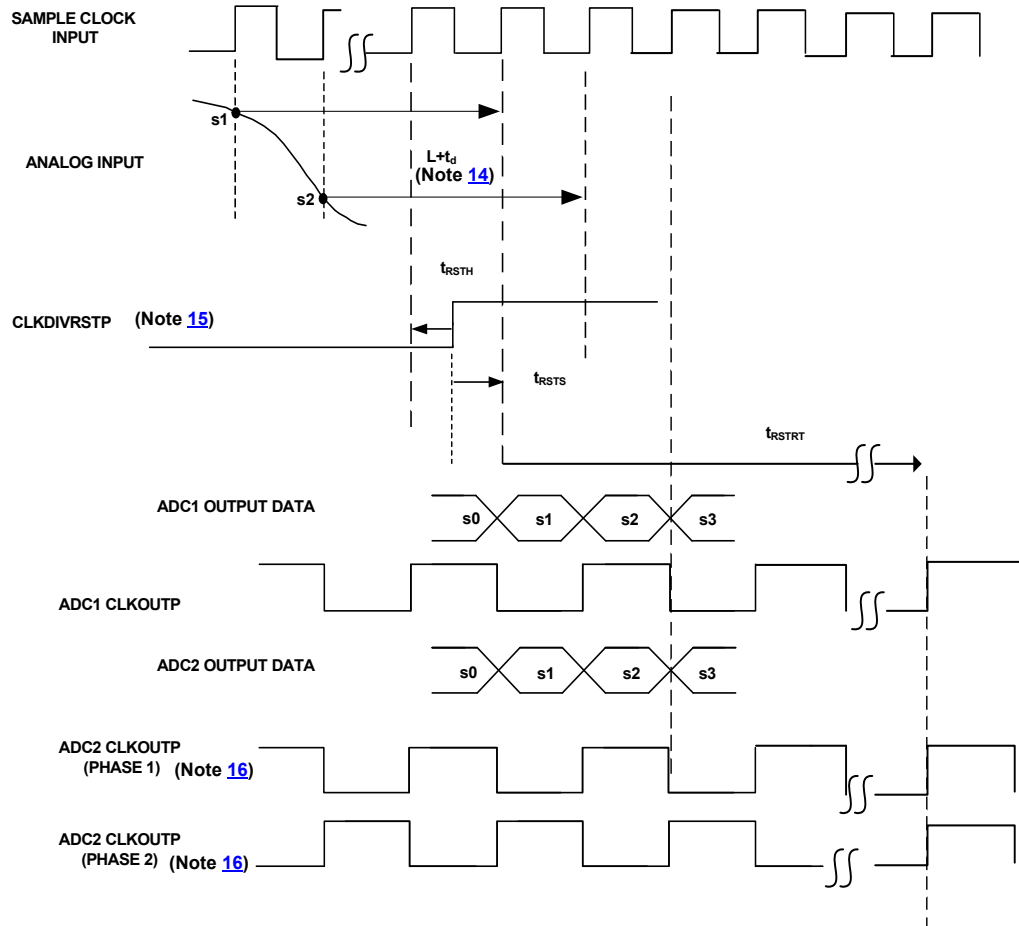 SAMPLE CLOCK
INPUT
s1
ANALOG INPUT
L+td
(Note 14)
s2
tRSTH
CLKDIVRSTP (Note 15)
tRSTS
tRSTRT
ADC1 OUTPUT DATA
s0 s1 s2 s3
ADC1 CLKOUTP
ADC2 OUTPUT DATA
s0 s1 s2 s3
ADC2 CLKOUTP
(PHASE 1) (Note 16)
ADC2 CLKOUTP
(PHASE 2) (Note 16)